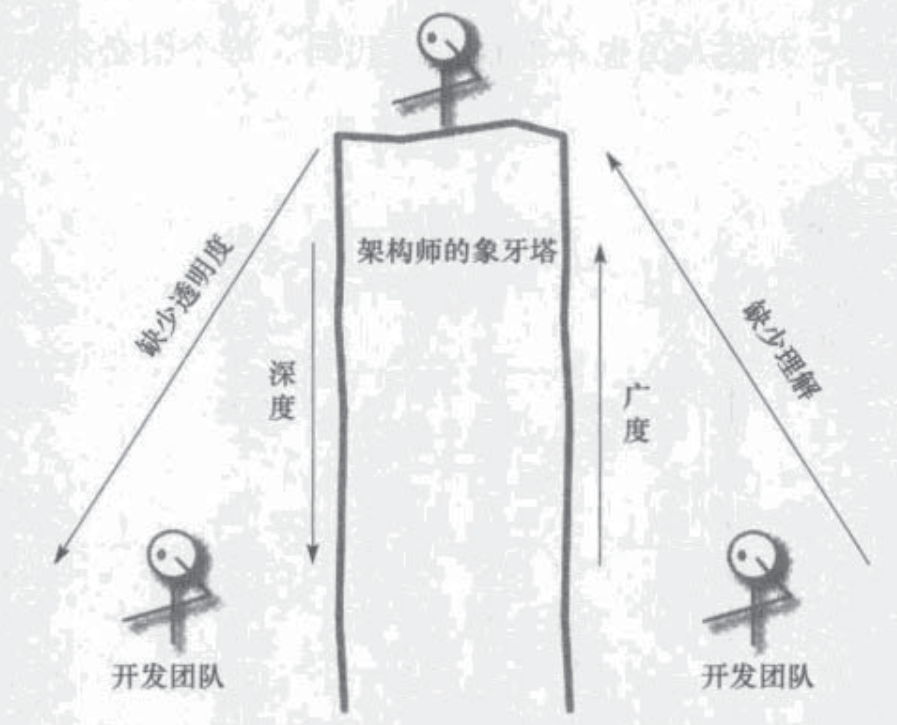 架构师的象牙塔
缺少透明度
深度
广度
缺少理解
开发团队
开发团队